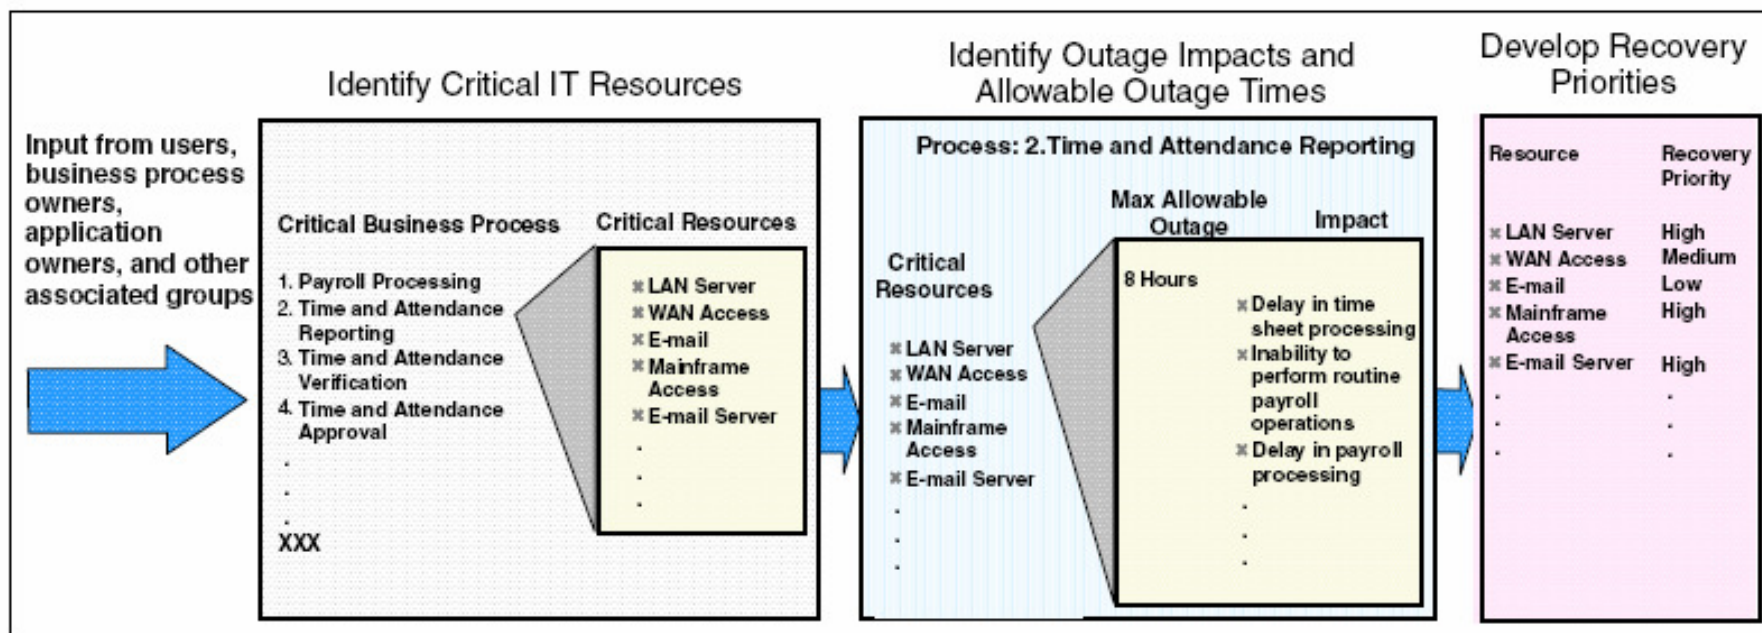 Input from users,
business process
owners,
application
owners, and other
associated groups
Identify Critical IT Resources
Critical Business Process
1. Payroll Processing
2. Time and Attendance
Reporting
3. Time and Attendance
Verification
4. Time and Attendance
Approval
.
.
.
XXX
Critical Resources
LAN Server
WAN Access
E-mail
Mainframe
Access
E-mail Server
.
.
.
Identify Outage Impacts and
Allowable Outage Times
Process: 2.Time and Attendance Reporting
Critical
Resources
LAN Server
WAN Access
E-mail
Mainframe
Access
E-mail Server
.
.
.
Max Allowable
Outage
8 Hours
Impact
Delay in time
sheet processing
Inability to
perform routine
payroll
operations
Delay in payroll
processing
.
.
.
Develop Recovery
Priorities
Resource Recovery
Priority
LAN Server High
WAN Access Medium
E-mail Low
Mainframe High
Access
E-mail Server High
. .
. .
. .